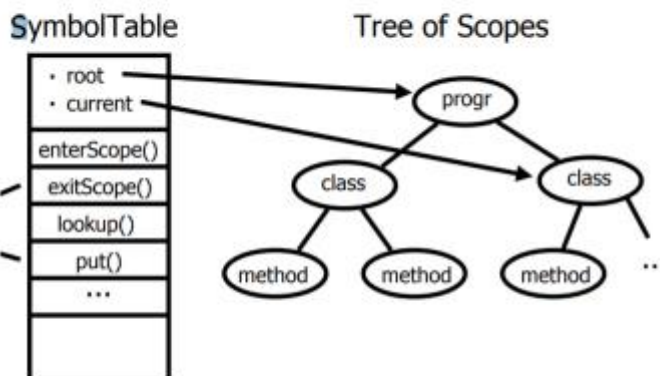 SymbolTable
Tree of Scopes
· root
· current
enterScope()
exitScope()
lookup()
put()
...
progr
class
class
method
method
method
..